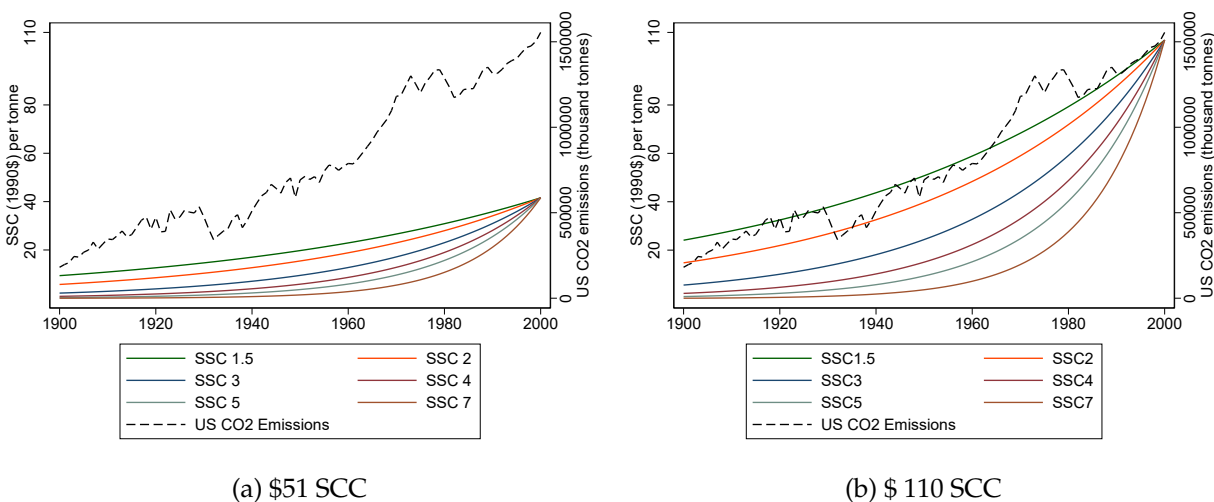 SSC (1990$) per tonne
110
80
60
40
20
US CO2 emissions (thousand tonnes)
1500000
1000000
500000
0
1900 1920 1940 1960 1980 2000
SSC 1.5 SSC 2
SSC 3 SSC 4
SSC 5 SSC 7
US CO2 Emissions
(a) $51 SCC
SSC (1990$) per tonne
110
80
60
40
20
US CO2 emissions (thousand tonnes)
1500000
1000000
500000
0
1900 1920 1940 1960 1980 2000
SSC1.5 SSC2
SSC3 SSC4
SSC5 SSC7
US CO2 Emissions
(b) $ 110 SCC